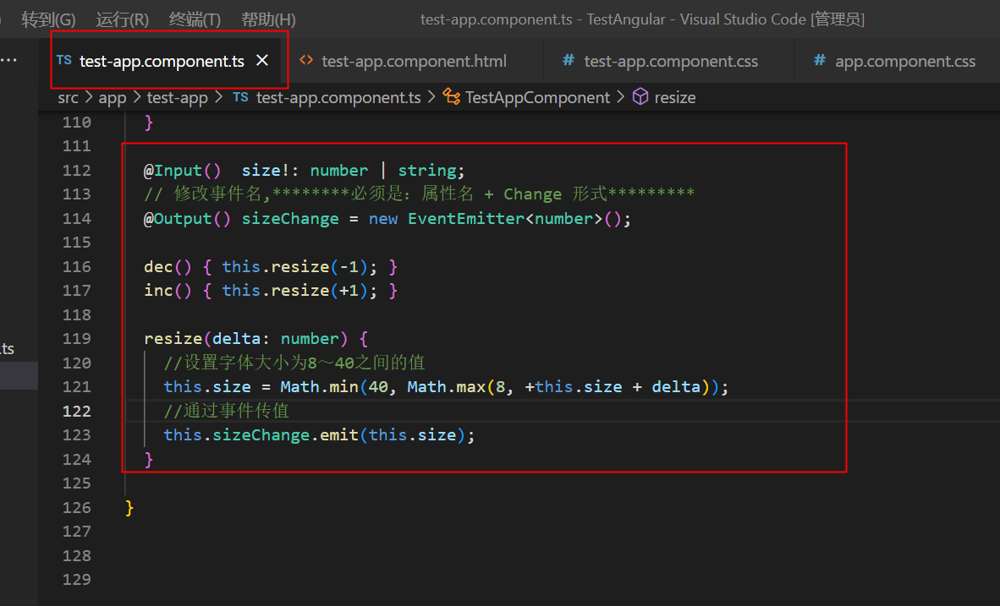 转到(G) 运行(R) 终端(T) 帮助(H) test-app.component.ts - TestAngular - Visual Studio Code [管理员]
... TS test-app.component.ts × <> test-app.component.html # test-app.component.css # app.component.css
src > app > test-app > TS test-app.component.ts > TestAppComponent > resize
110 }
111
112 @Input()  size!: number | string;
113 // 修改事件名,********必须是：属性名 + Change 形式*********
114 @Output() sizeChange = new EventEmitter<number>();
115
116 dec() { this.resize(-1); }
117 inc() { this.resize(+1); }
118
119 resize(delta: number) {
.ts
120 //设置字体大小为8～40之间的值
121 this.size = Math.min(40, Math.max(8, +this.size + delta));
122 //通过事件传值
123 this.sizeChange.emit(this.size);
124 }
125
126 }
127
128
129